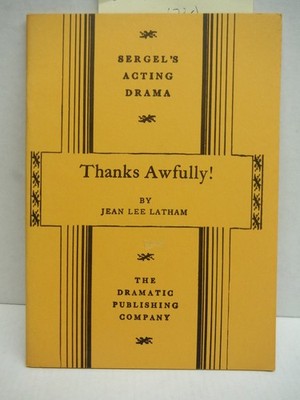 SERGEL'S
ACTING
DRAMA
Thanks Awfully!
BY
JEAN LEE LATHAM
THE
DRAMATIC
PUBLISHING
COMPANY